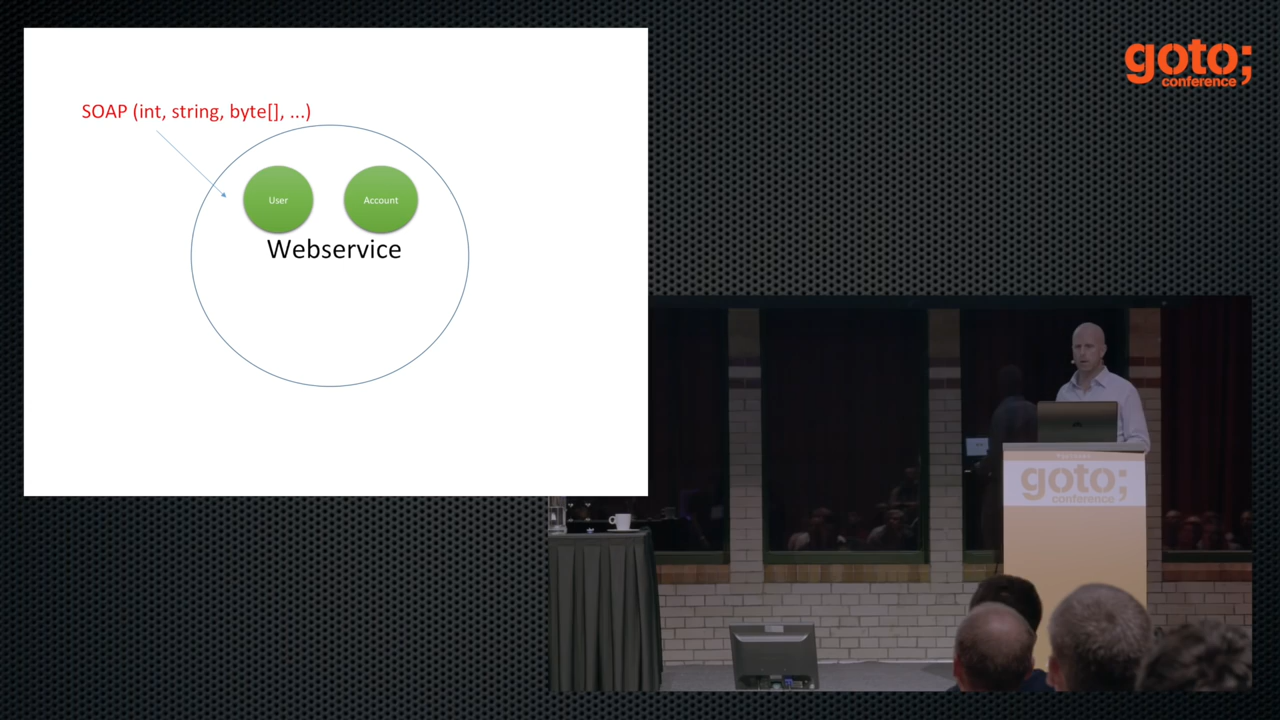 SOAP (int, string, byte[], ...)
User
Account
Webservice
goto;
conference
goto;
conference